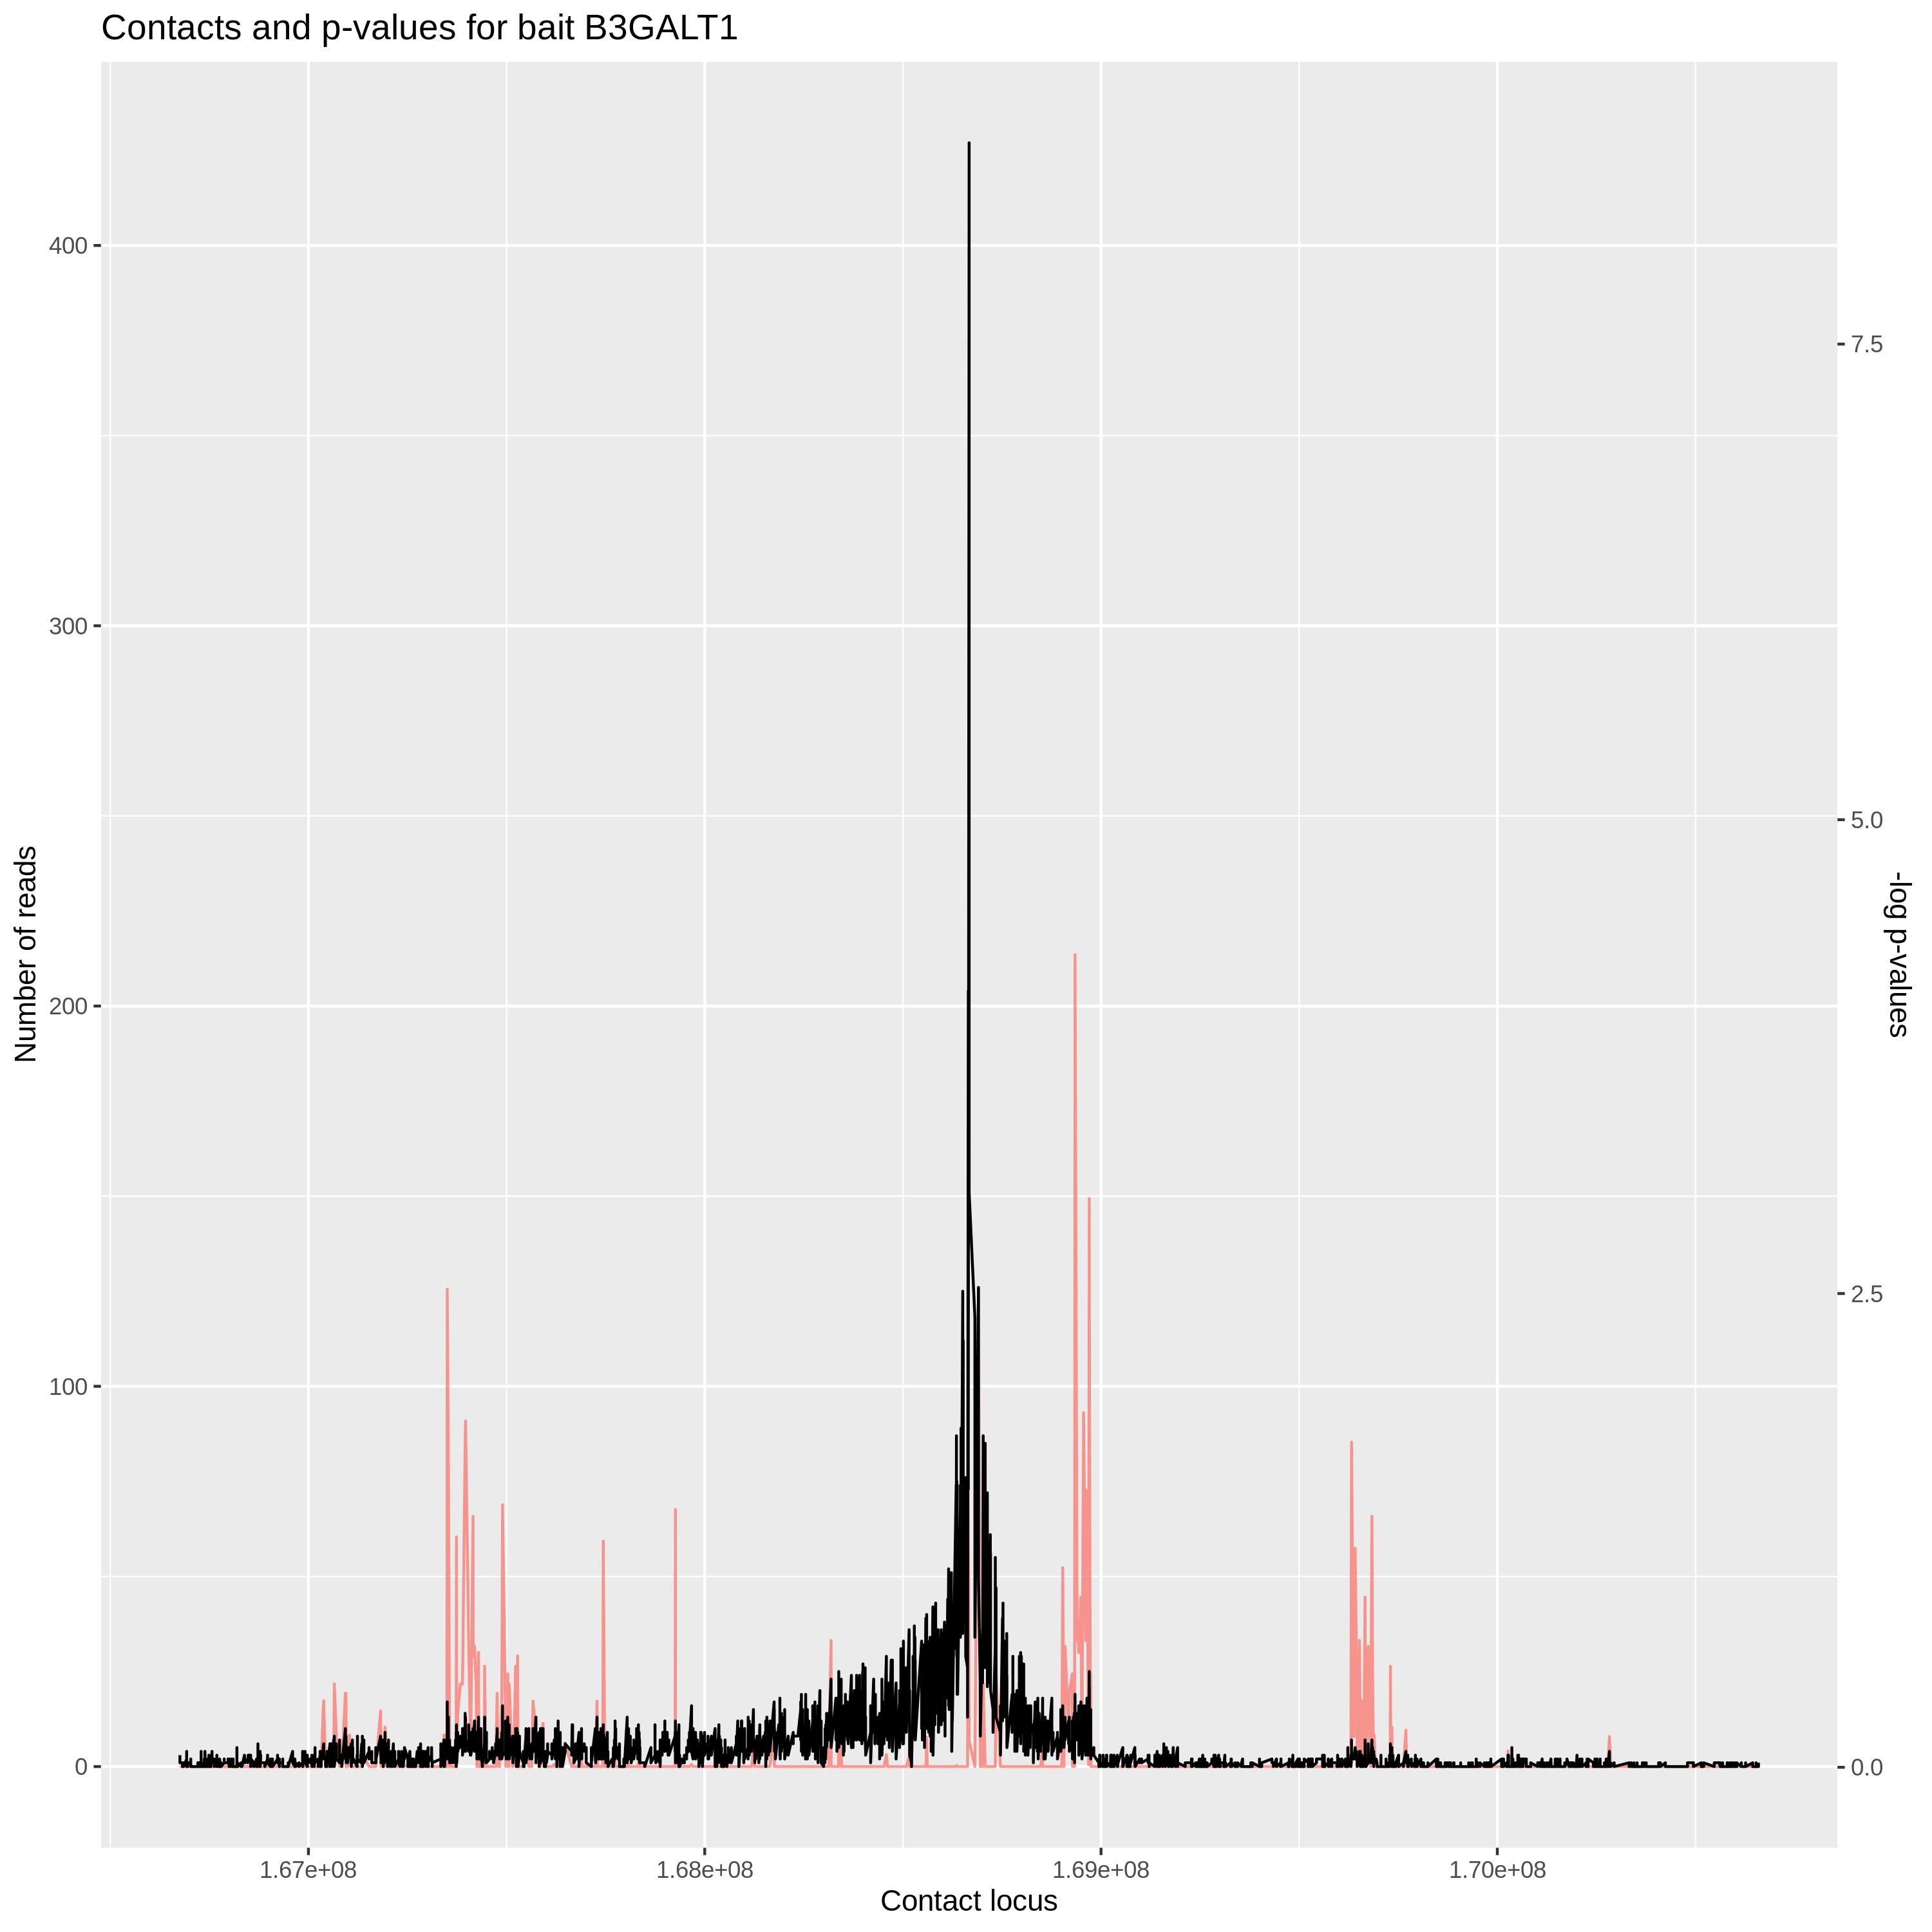 Contacts and p-values for bait B3GALT1
400
300
200
100
0
7.5
5.0
2.5
0.0
Number of reads
-log p-values
1.67e+08
1.68e+08
1.69e+08
1.70e+08
Contact locus